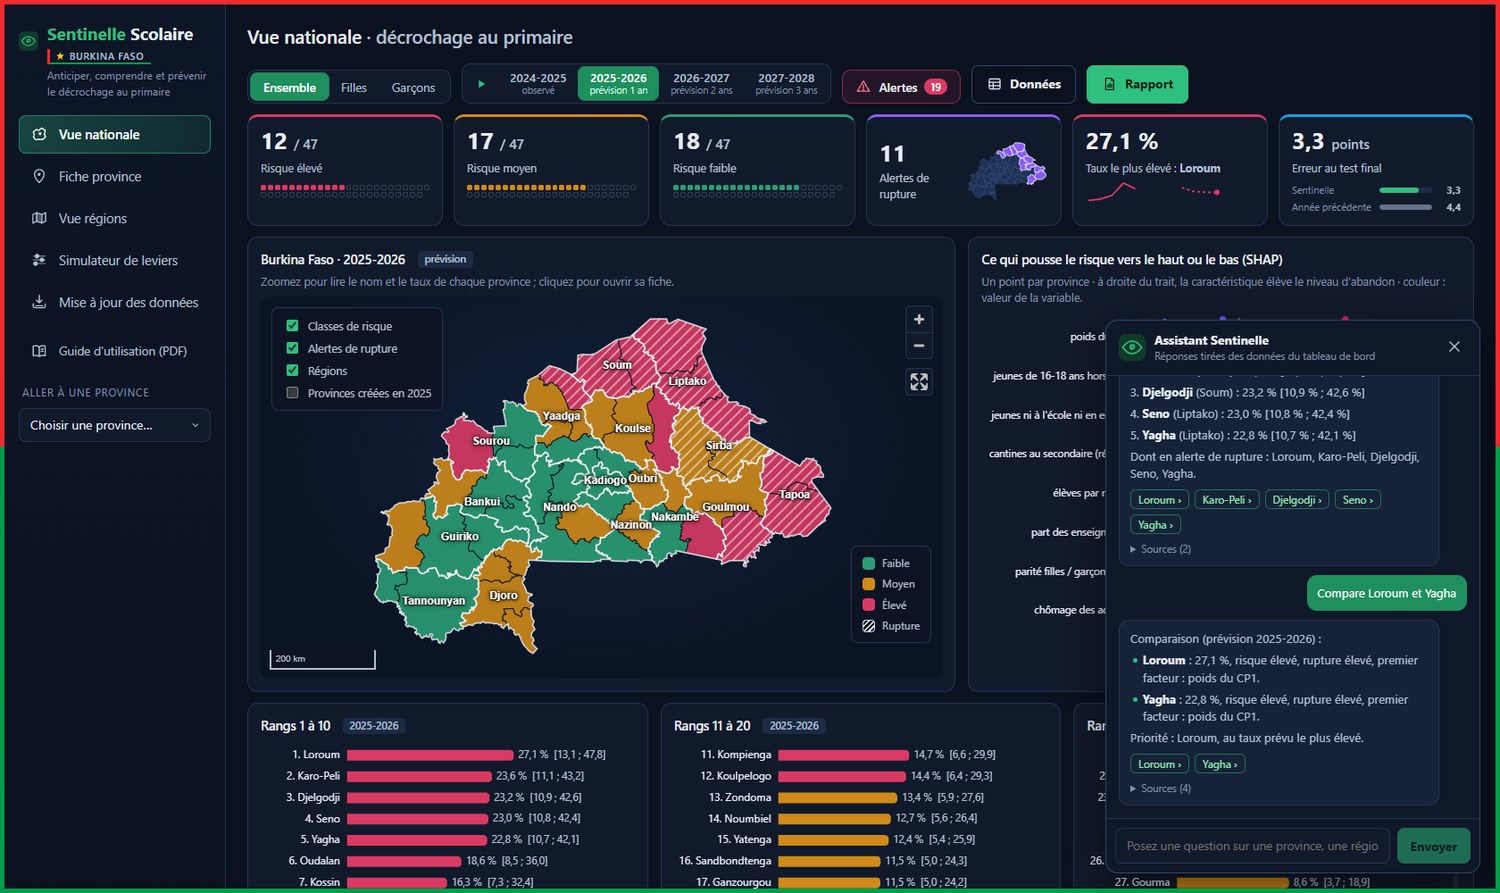 Sentinelle Scolaire
★ BURKINA FASO
Anticiper, comprendre et prévenir
le décrochage au primaire
Vue nationale
Fiche province
Vue régions
Simulateur de leviers
Mise à jour des données
Guide d'utilisation (PDF)
ALLER À UNE PROVINCE
Choisir une province...
Vue nationale · décrochage au primaire
Ensemble
Filles
Garçons
2024-2025
observé
2025-2026
prévision 1 an
2026-2027
prévision 2 ans
2027-2028
prévision 3 ans
Alertes 19
Données
Rapport
12 / 47
Risque élevé
17 / 47
Risque moyen
18 / 47
Risque faible
11
Alertes de
rupture
27,1 %
Taux le plus élevé : Loroum
3,3 points
Erreur au test final
Sentinelle 3,3
Année précédente 4,4
Burkina Faso · 2025-2026 prévision
Zoomez pour lire le nom et le taux de chaque province ; cliquez pour ouvrir sa fiche.
Classes de risque
Alertes de rupture
Régions
Provinces créées en 2025
+
−
Soum
Liptako
Yaadga
Koulse
Sourou
Sirba
Kadiogo
Oubri
Tapoa
Bankui
Nando
Goulmou
Nakambe
Nazinon
Guiriko
Tannounyan
Djoro
Faible
Moyen
Élevé
Rupture
200 km
Ce qui pousse le risque vers le haut ou le bas (SHAP)
Un point par province · à droite du trait, la caractéristique élève le niveau d'abandon · couleur :
valeur de la variable.
poids d
jeunes de 16-18 ans hors
jeunes ni à l'école ni en e
cantines au secondaire (ré
élèves par
part des enseign
parité filles / garçon
chômage des a
Assistant Sentinelle
Réponses tirées des données du tableau de bord
3. Djelgodji (Soum) : 23,2 % [10,9 % ; 42,6 %]
4. Seno (Liptako) : 23,0 % [10,8 % ; 42,4 %]
5. Yagha (Liptako) : 22,8 % [10,7 % ; 42,1 %]
Dont en alerte de rupture : Loroum, Karo-Peli, Djelgodji,
Seno, Yagha.
Loroum ›
Karo-Peli ›
Djelgodji ›
Seno ›
Yagha ›
▶ Sources (2)
Compare Loroum et Yagha
Comparaison (prévision 2025-2026) :
• Loroum : 27,1 %, risque élevé, rupture élevé, premier
facteur : poids du CP1.
• Yagha : 22,8 %, risque élevé, rupture élevé, premier
facteur : poids du CP1.
Priorité : Loroum, au taux prévu le plus élevé.
Loroum ›
Yagha ›
▶ Sources (4)
Posez une question sur une province, une régio
Envoyer
Rangs 1 à 10 2025-2026
1. Loroum 27,1 % [13,1 ; 47,8]
2. Karo-Peli 23,6 % [11,1 ; 43,2]
3. Djelgodji 23,2 % [10,9 ; 42,6]
4. Seno 23,0 % [10,8 ; 42,4]
5. Yagha 22,8 % [10,7 ; 42,1]
6. Oudalan 18,6 % [8,5 ; 36,0]
7. Kossin 16,3 % [7,3 ; 32,4]
Rangs 11 à 20 2025-2026
11. Kompienga 14,7 % [6,6 ; 29,9]
12. Koulpelogo 14,4 % [6,4 ; 29,3]
13. Zondoma 13,4 % [5,9 ; 27,6]
14. Noumbiel 12,7 % [5,6 ; 26,4]
15. Yatenga 12,4 % [5,4 ; 25,9]
16. Sandbondtenga 11,5 % [5,0 ; 24,3]
17. Ganzourgou 11,5 % [5,0 ; 24,2]
Ra
2
23
26.
27. Gourma 8,6 % [3,7 ; 18,9]